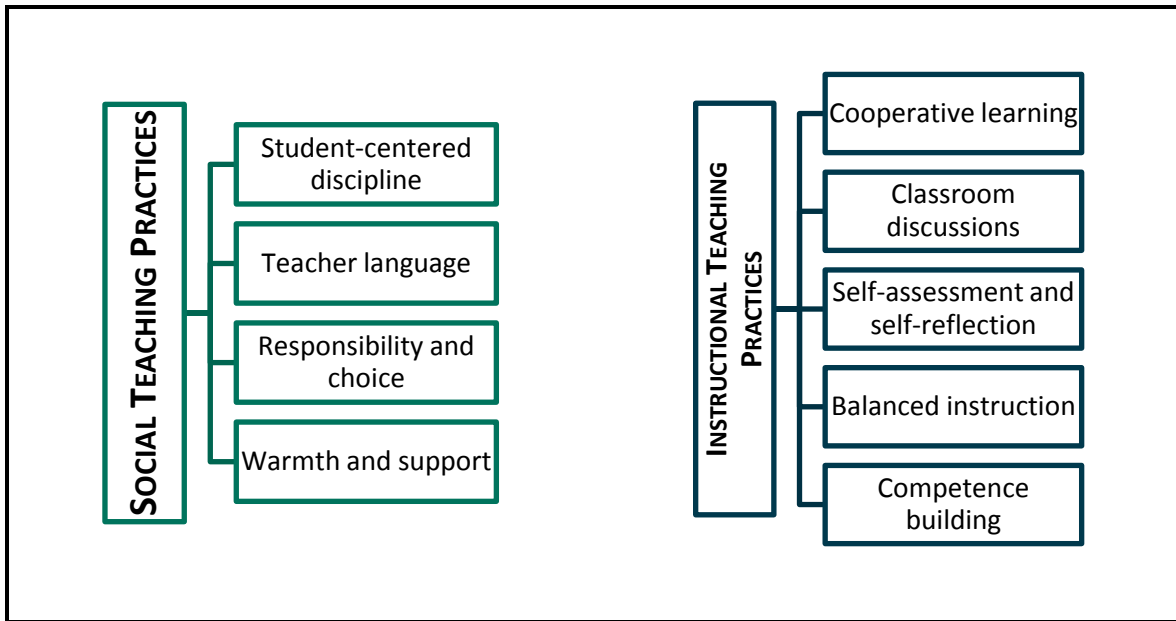 SOCIAL TEACHING PRACTICES
Student-centered
discipline
Teacher language
Responsibility and
choice
Warmth and support
INSTRUCTIONAL TEACHING
PRACTICES
Cooperative learning
Classroom
discussions
Self-assessment and
self-reflection
Balanced instruction
Competence
building